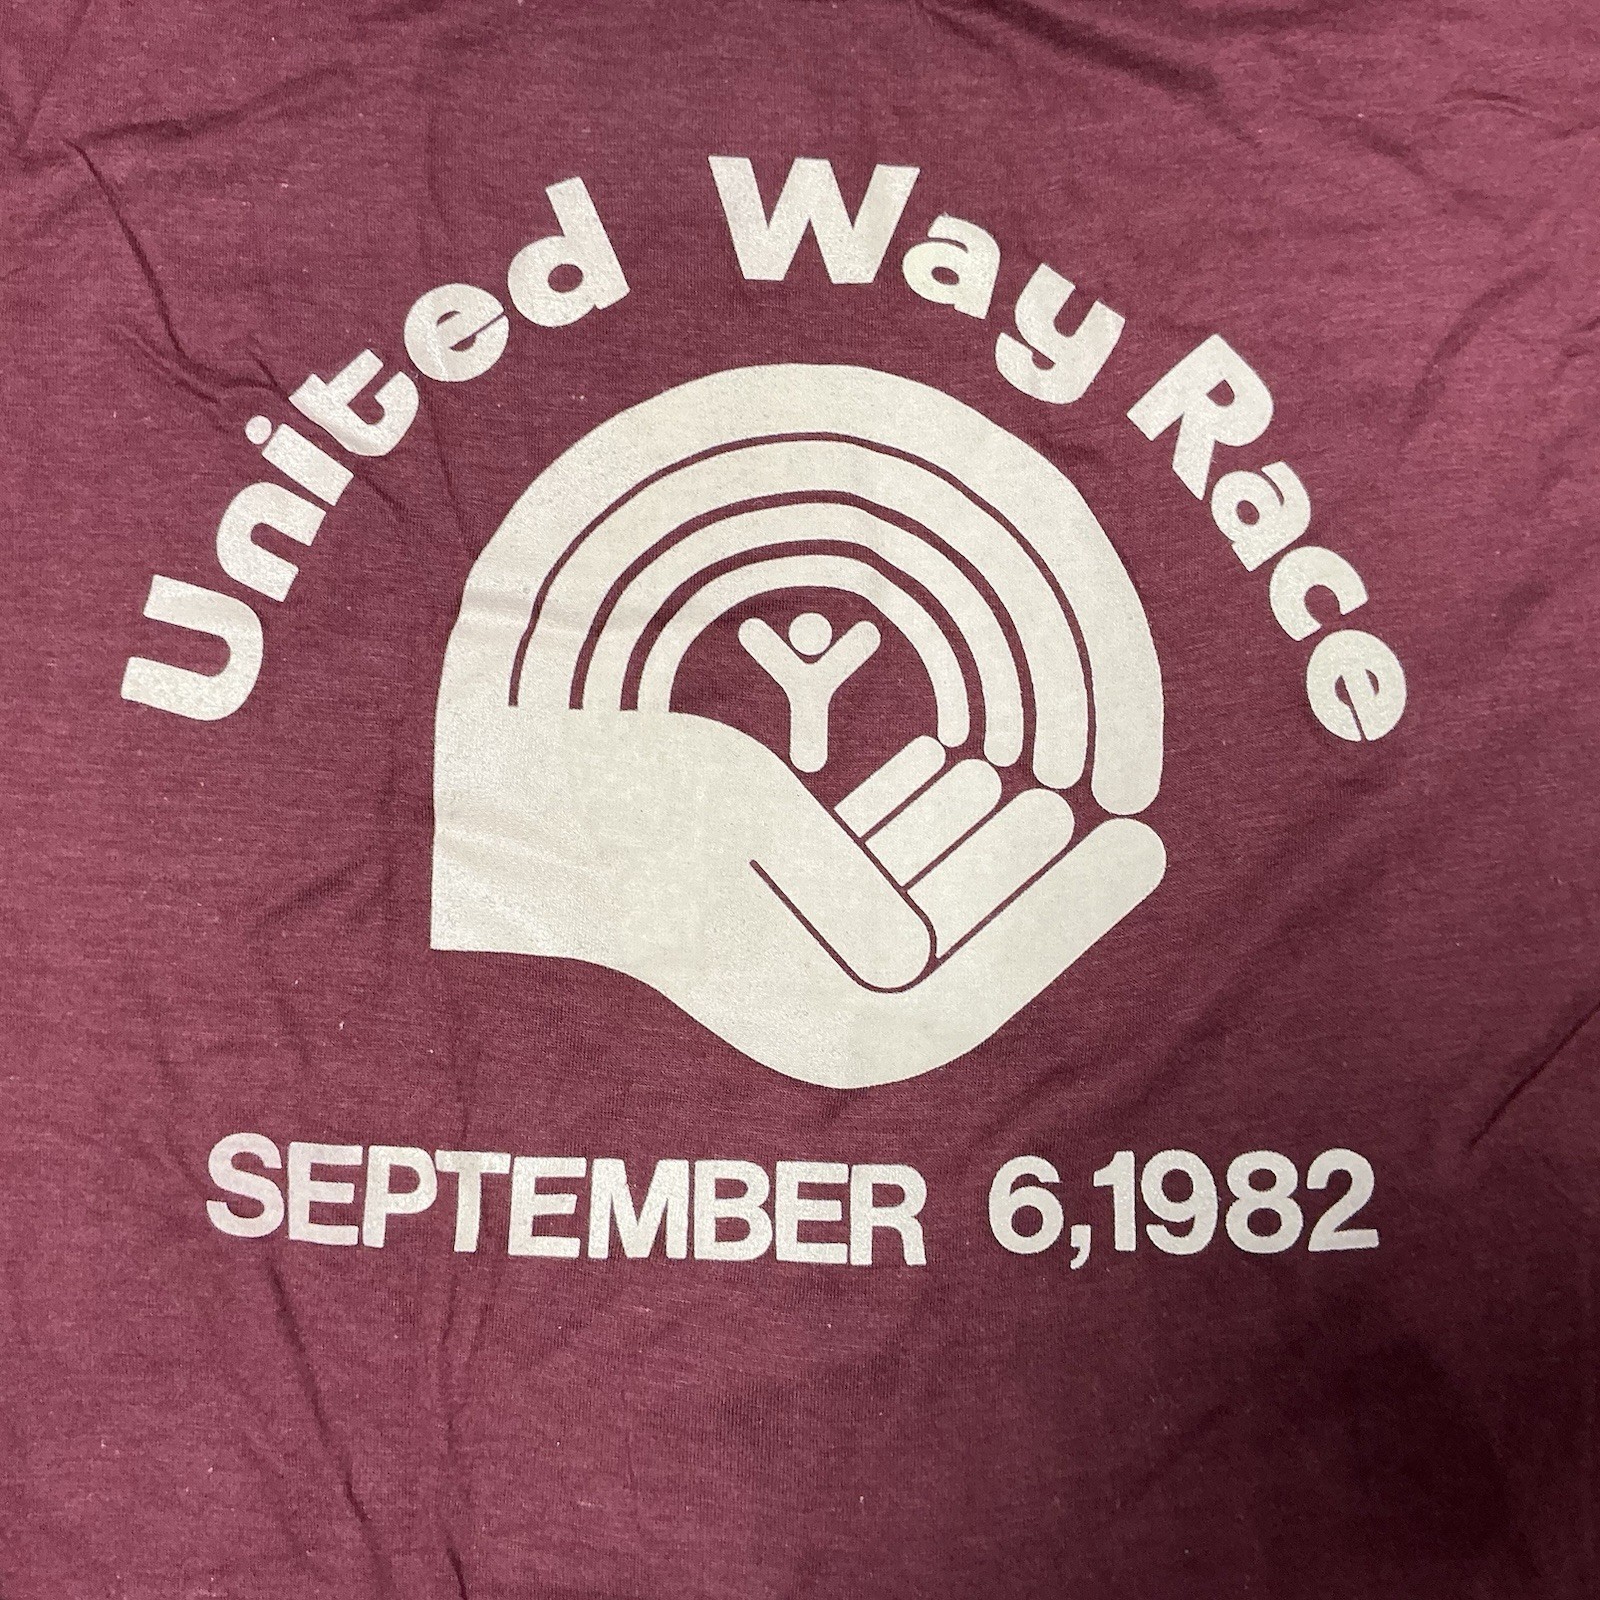 United Way Race
SEPTEMBER 6,1982